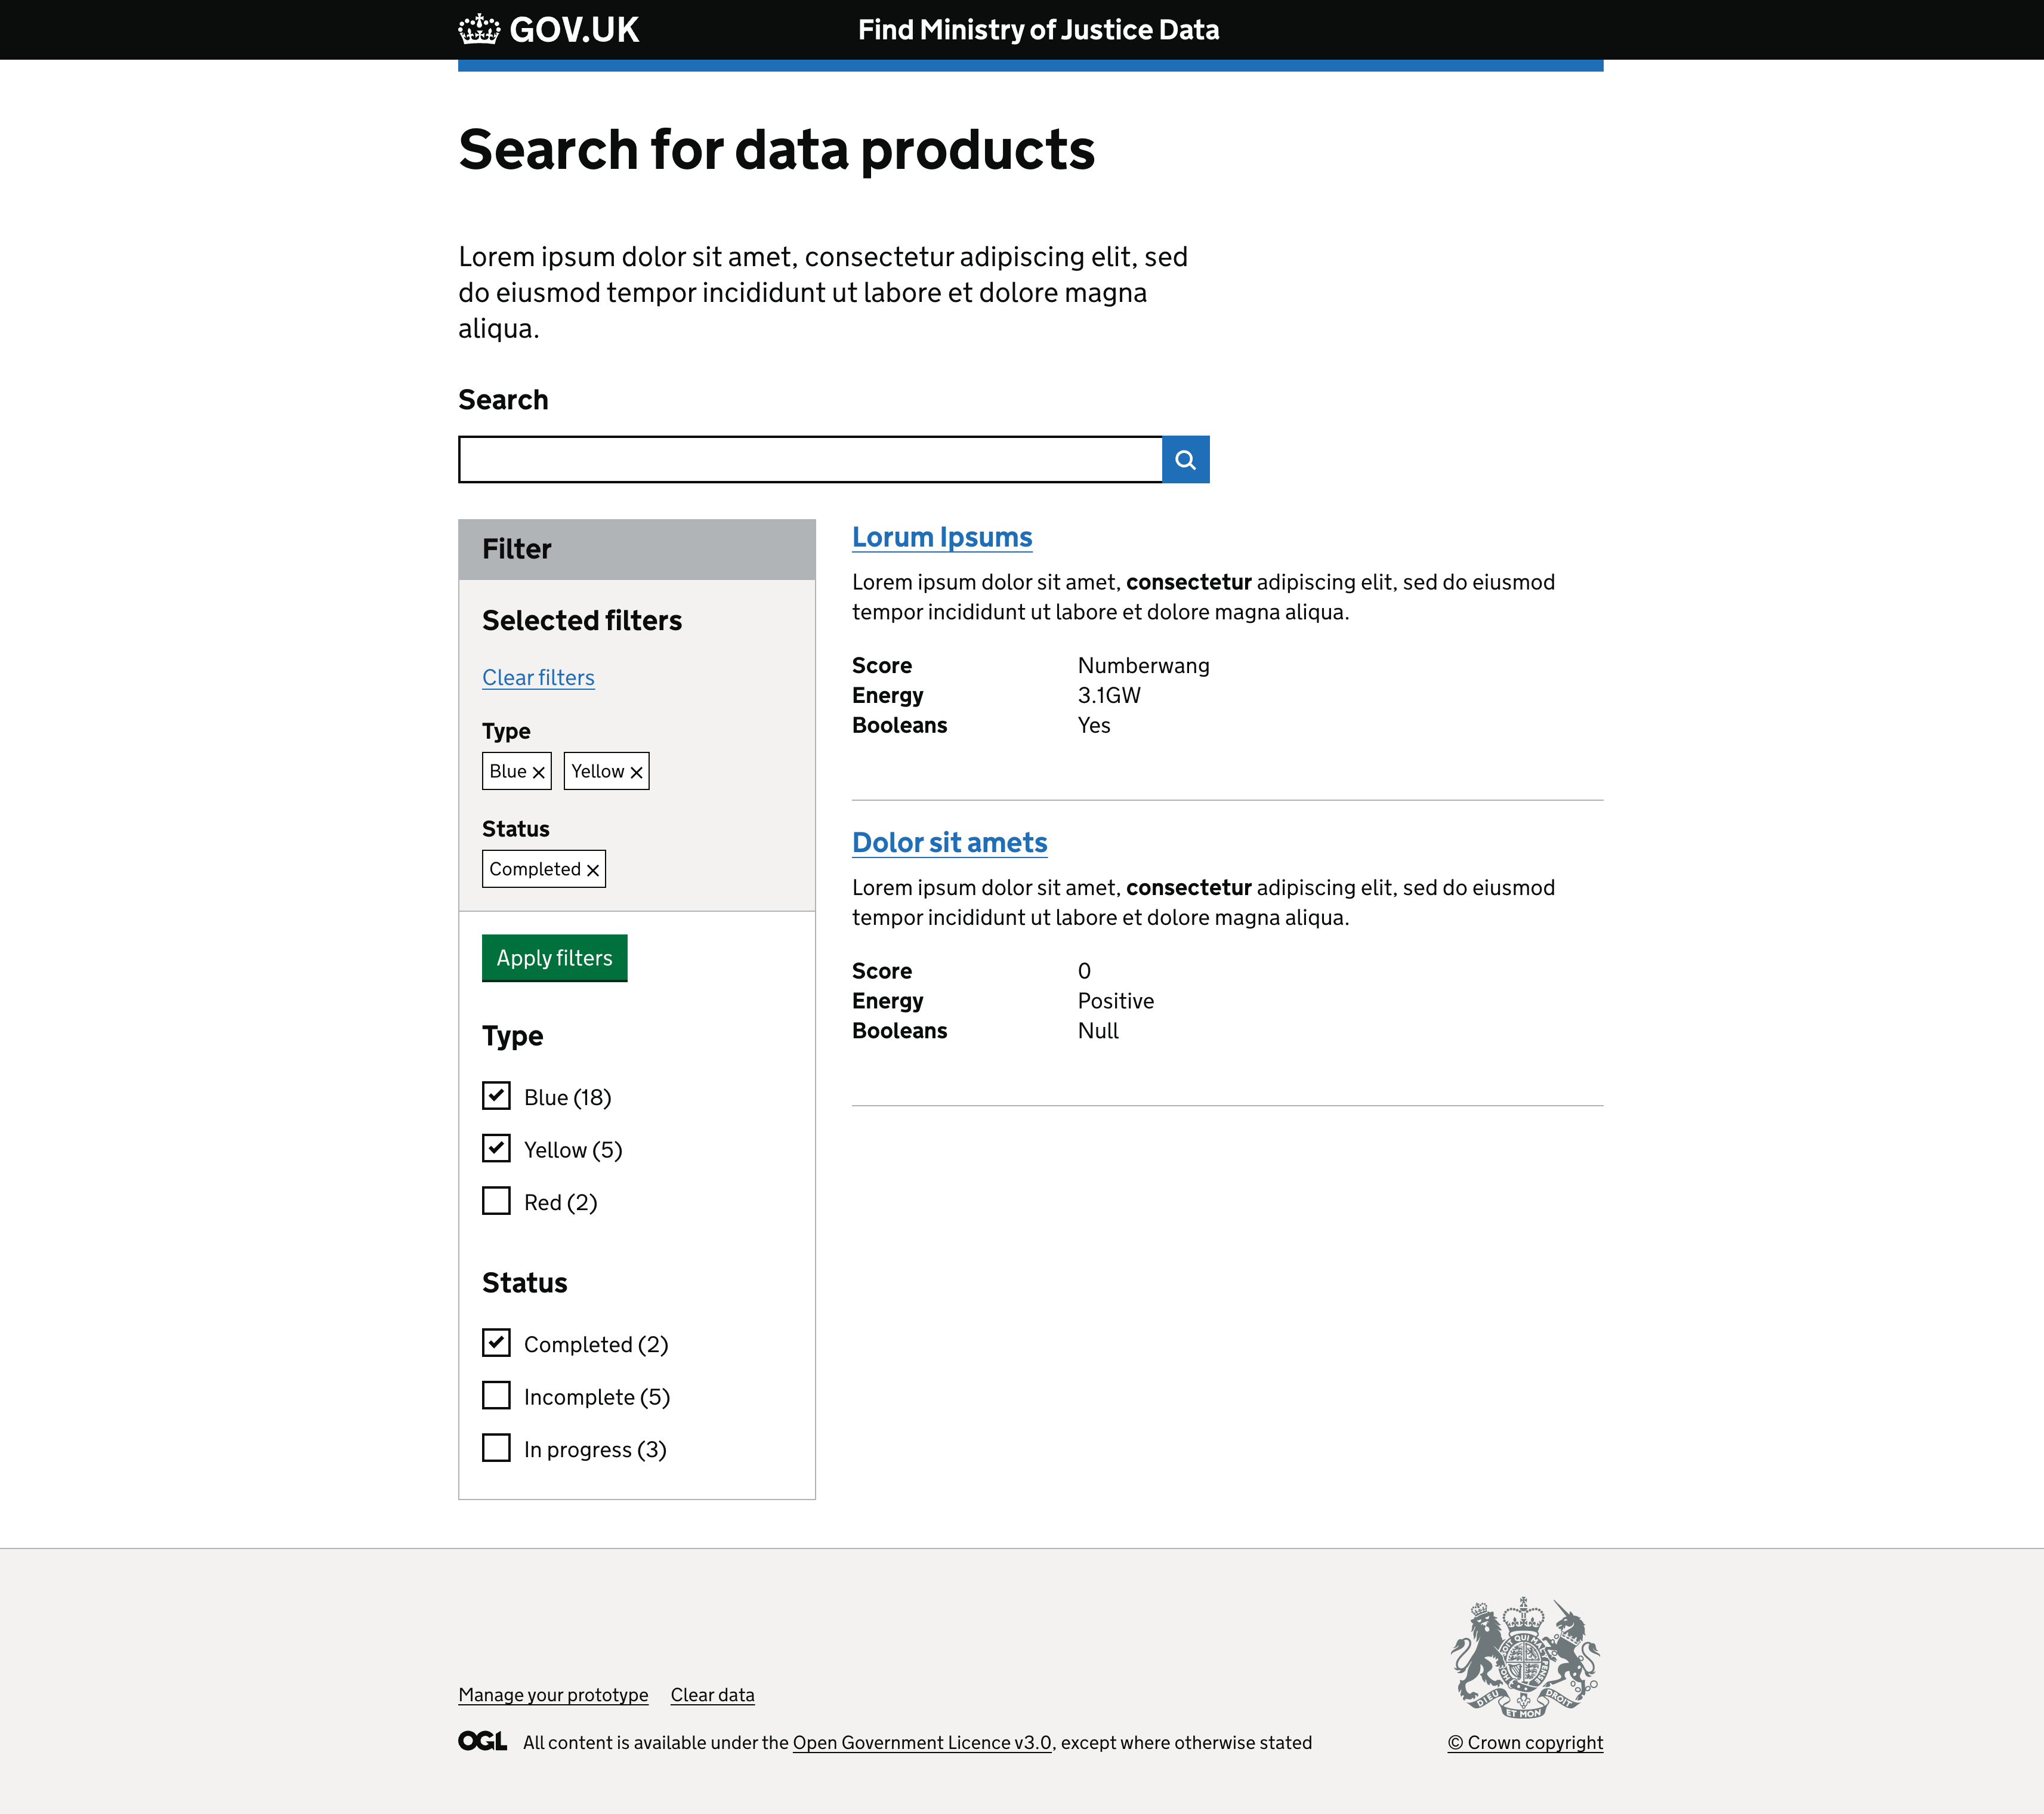 GOV.UK
Find Ministry of Justice Data
Search for data products
Lorem ipsum dolor sit amet, consectetur adipiscing elit, sed
do eiusmod tempor incididunt ut labore et dolore magna
aliqua.
Search
Filter
Selected filters
Clear filters
Type
Blue
Yellow
Status
Completed
Apply filters
Type
Blue (18)
Yellow (5)
Red (2)
Status
Completed (2)
Incomplete (5)
In progress (3)
Lorum Ipsums
Lorem ipsum dolor sit amet, consectetur adipiscing elit, sed do eiusmod
tempor incididunt ut labore et dolore magna aliqua.
Score Numberwang
Energy 3.1GW
Booleans Yes
Dolor sit amets
Lorem ipsum dolor sit amet, consectetur adipiscing elit, sed do eiusmod
tempor incididunt ut labore et dolore magna aliqua.
Score 0
Energy Positive
Booleans Null
Manage your prototype Clear data
OGL All content is available under the Open Government Licence v3.0, except where otherwise stated
DIEU ET MON DROIT
© Crown copyright